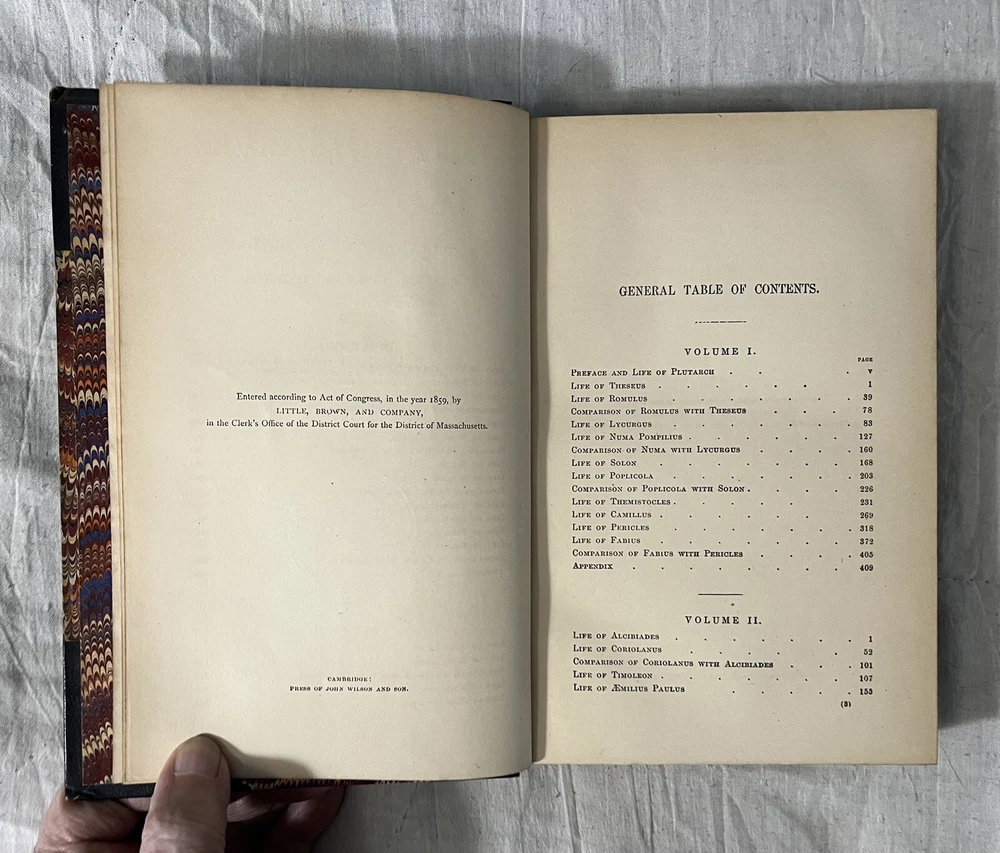 Entered according to Act of Congress, in the year 1859, by
LITTLE, BROWN, AND COMPANY,
in the Clerk's Office of the District Court for the District of Massachusetts.
CAMBRIDGE:
PRESS OF JOHN WILSON AND SON.
GENERAL TABLE OF CONTENTS.
VOLUME I.
PAGE
Preface and Life of Plutarch . . . v
Life of Theseus . . . . . . 1
Life of Romulus . . . . . . 39
Comparison of Romulus with Theseus . . . 78
Life of Lycurgus . . . . . . 83
Life of Numa Pompilius . . . . . . 127
Comparison of Numa with Lycurgus . . . . 160
Life of Solon . . . . . . . 168
Life of Poplicola . . . . . . 203
Comparison of Poplicola with Solon . . . . 226
Life of Themistocles . . . . . . 231
Life of Camillus . . . . . . . 269
Life of Pericles . . . . . . 318
Life of Fabius . . . . . . 372
Comparison of Fabius with Pericles . . . . 405
Appendix . . . . . . . 409
VOLUME II.
Life of Alcibiades . . . . . . 1
Life of Coriolanus . . . . . . 52
Comparison of Coriolanus with Alcibiades . . . 101
Life of Timoleon . . . . . . . 107
Life of Æmilius Paulus . . . . . 155
(3)